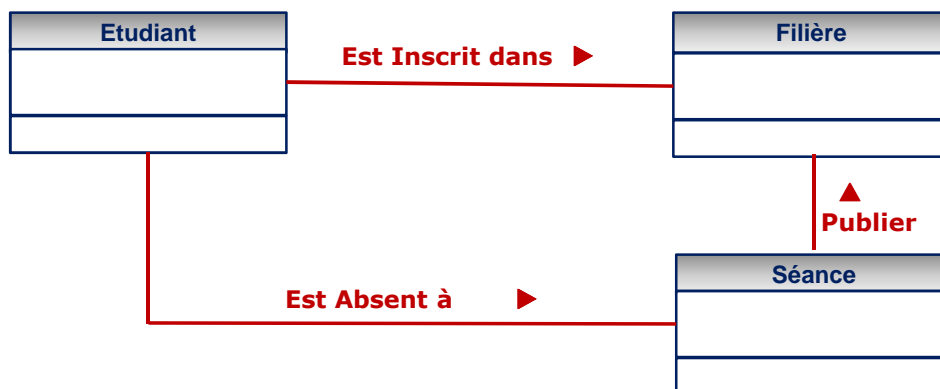 Etudiant
Filière
Est Inscrit dans
Publier
Séance
Est Absent à